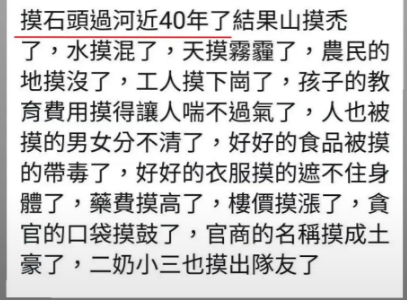 摸石頭過河近40年了結果山摸禿
了，水摸混了，天摸霧霾了，農民的
地摸沒了，工人摸下崗了，孩子的教
育費用摸得讓人喘不過氣了，人也被
摸的男女分不清了，好好的食品被摸
的帶毒了，好好的衣服摸的遮不住身
體了，藥費摸高了，樓價摸漲了，貪
官的口袋摸鼓了，官商的名稱摸成土
豪了，二奶小三也摸出隊友了